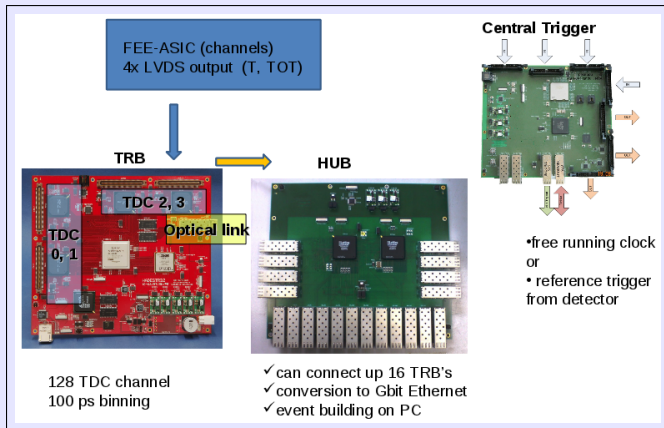 FEE-ASIC (channels)
4x LVDS output (T, TOT)
Central Trigger
TRB
HUB
TDC 2, 3
TDC
0, 1
Optical link
•free running clock
or
• reference trigger
from detector
128 TDC channel
100 ps binning
✓can connect up 16 TRB's
✓conversion to Gbit Ethernet
✓event building on PC